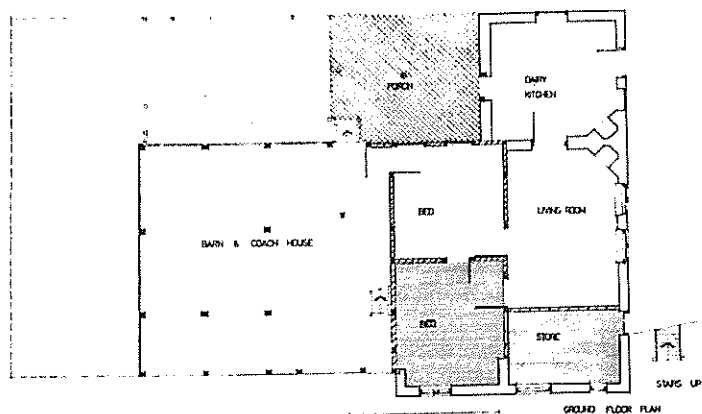 PORCH
DAIRY
KITCHEN
BED
LIVING ROOM
BARN & COACH HOUSE
BED
STORE
STAIRS UP
GROUND FLOOR PLAN